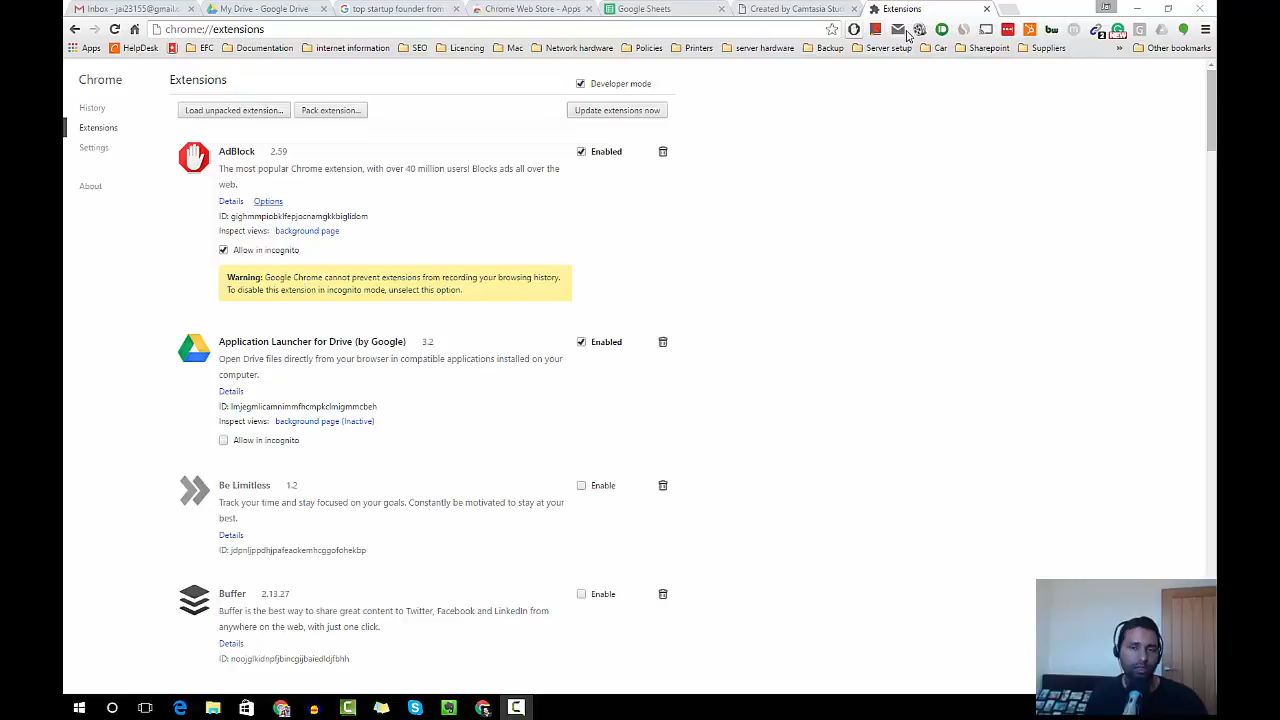 Inbox - jai23155@gmail.co
My Drive - Google Drive
top startup founder from
Chrome Web Store - Apps
Google Sheets
Created by Camtasia Stud
Extensions
chrome://extensions
Apps
HelpDesk
EFC
Documentation
internet information
SEO
Licencing
Mac
Network hardware
Policies
Printers
server hardware
Backup
Server setup
Car
Sharepoint
Suppliers
»
Other bookmarks
Chrome
Extensions
Developer mode
History
Load unpacked extension...
Pack extension...
Update extensions now
Extensions
Settings
About
AdBlock 2.59
Enabled
The most popular Chrome extension, with over 40 million users! Blocks ads all over the
web.
Details Options
ID: gighmmpiobklfepjocnamgkkbiglidom
Inspect views: background page
Allow in incognito
Warning: Google Chrome cannot prevent extensions from recording your browsing history.
To disable this extension in incognito mode, unselect this option.
Application Launcher for Drive (by Google) 3.2
Enabled
Open Drive files directly from your browser in compatible applications installed on your
computer.
Details
ID: lmjegmlicamnimmfhcmpkclmigmmcbeh
Inspect views: background page (Inactive)
Allow in incognito
Be Limitless 1.2
Enable
Track your time and stay focused on your goals. Constantly be motivated to stay at your
best.
Details
ID: jdpnljppdhjpafeaokemhcggofohekbp
Buffer 2.13.27
Enable
Buffer is the best way to share great content to Twitter, Facebook and LinkedIn from
anywhere on the web, with just one click.
Details
ID: noojglkidnpfjbincgijbaiedldjfbhh